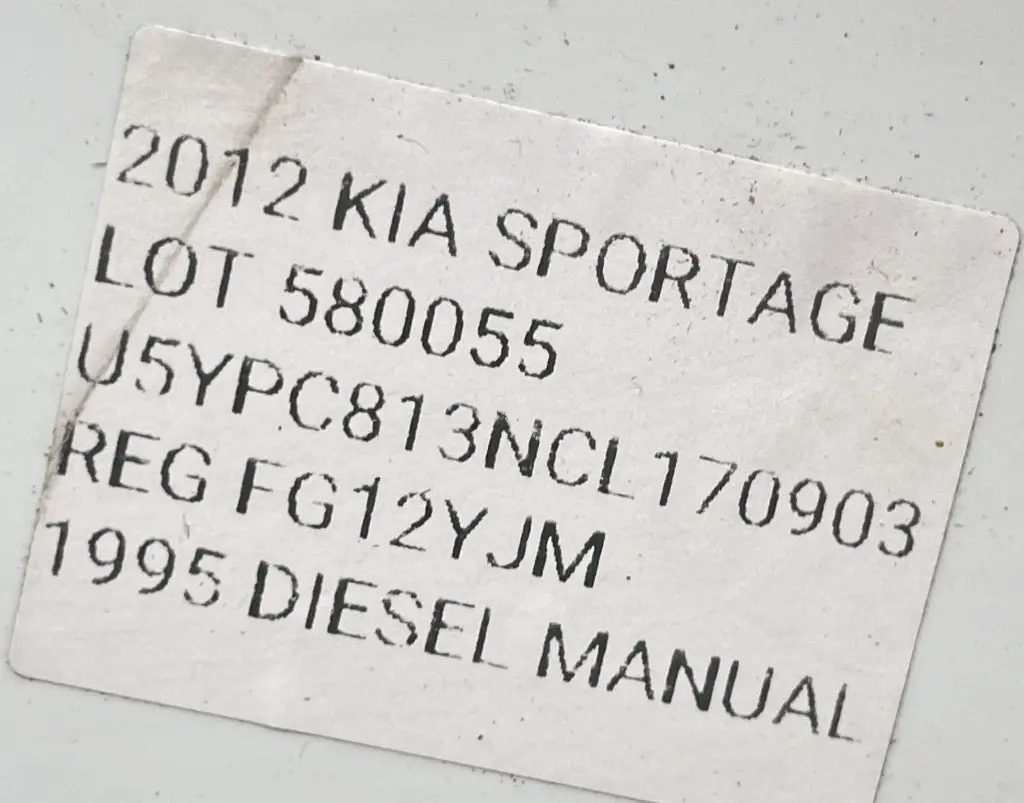 2012 KIA SPORTAGE
LOT 580055
U5YPC813NCL170903
REG FG12YJM
1995 DIESEL MANUAL